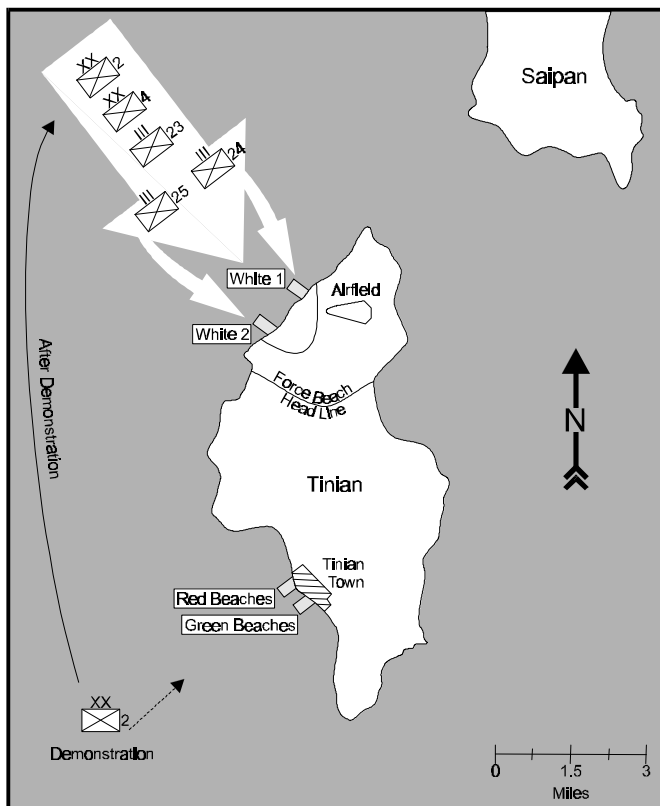 Saipan
XX
2
XX
4
III
23
III
24
III
25
White 1
Airfield
White 2
After Demonstration
Force Beach
Head Line
N
Tinian
Tinian
Town
Red Beaches
Green Beaches
XX
2
Demonstration
0 1.5 3
Miles